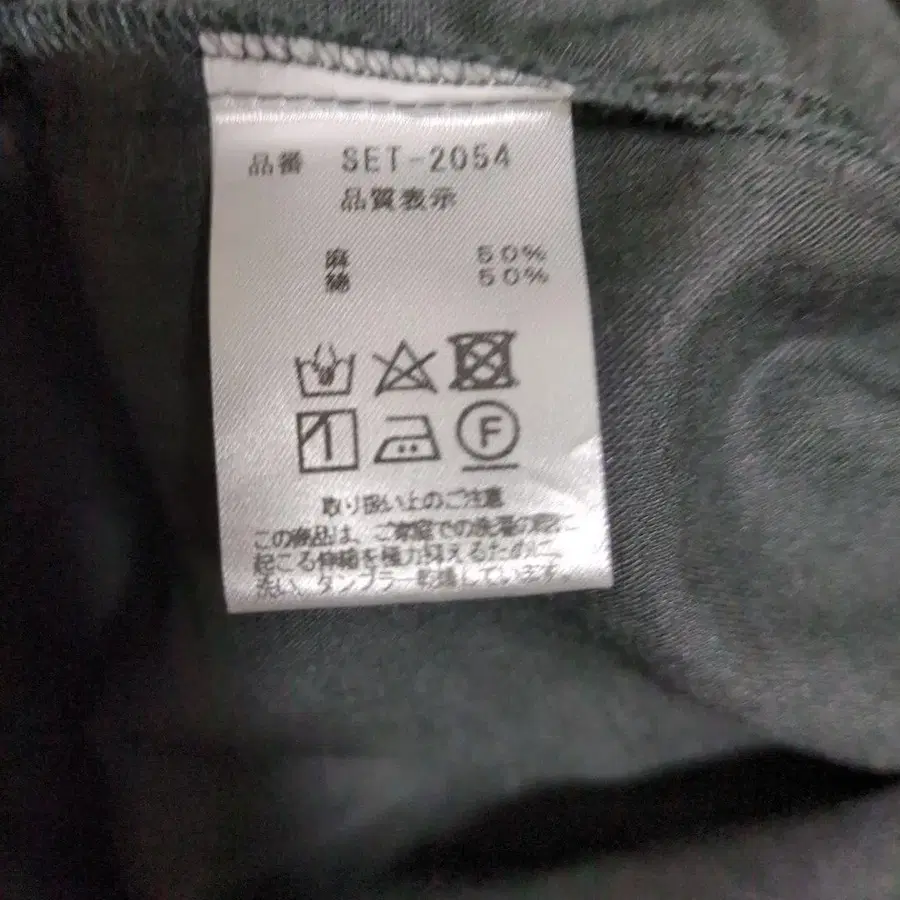 品番 SET-2054
品質表示
麻 50%
綿 50%
F
取り扱い上のご注意
この商品は、ご家庭での洗濯の際に
起こる伸縮を極力抑えるために、
洗い、タンブラー乾燥しています。